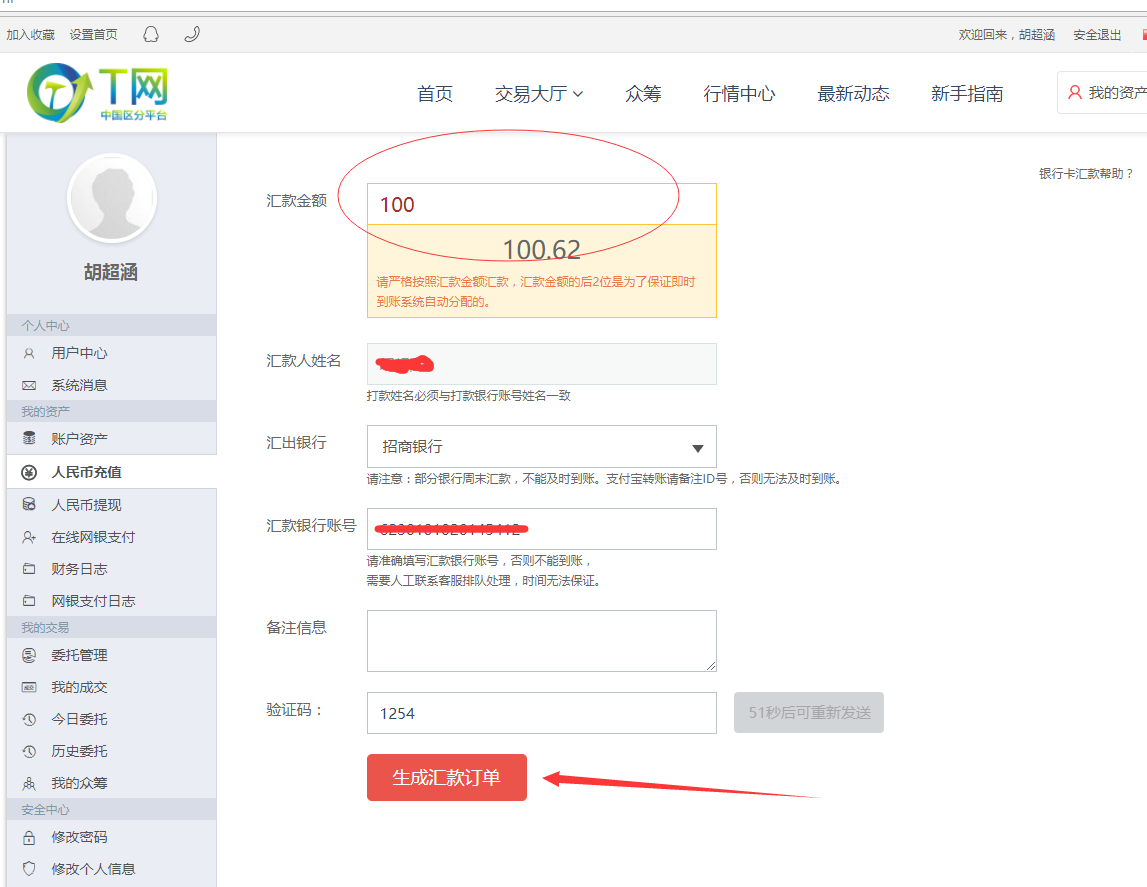 加入收藏 设置首页
欢迎回来，胡超涵 安全退出
T网
中国区分平台
首页 交易大厅 众筹 行情中心 最新动态 新手指南
我的资产
胡超涵
个人中心
用户中心
系统消息
我的资产
账户资产
人民币充值
人民币提现
在线网银支付
财务日志
网银支付日志
我的交易
委托管理
我的成交
今日委托
历史委托
我的众筹
安全中心
修改密码
修改个人信息
银行卡汇款帮助？
汇款金额 100
100.62
请严格按照汇款金额汇款，汇款金额的后2位是为了保证即时
到账系统自动分配的。
汇款人姓名
打款姓名必须与打款银行账号姓名一致
汇出银行 招商银行
请注意：部分银行周末汇款，不能及时到账。支付宝转账请备注ID号，否则无法及时到账。
汇款银行账号
请准确填写汇款银行账号，否则不能到账，
需要人工联系客服排队处理，时间无法保证。
备注信息
验证码： 1254 51秒后可重新发送
生成汇款订单